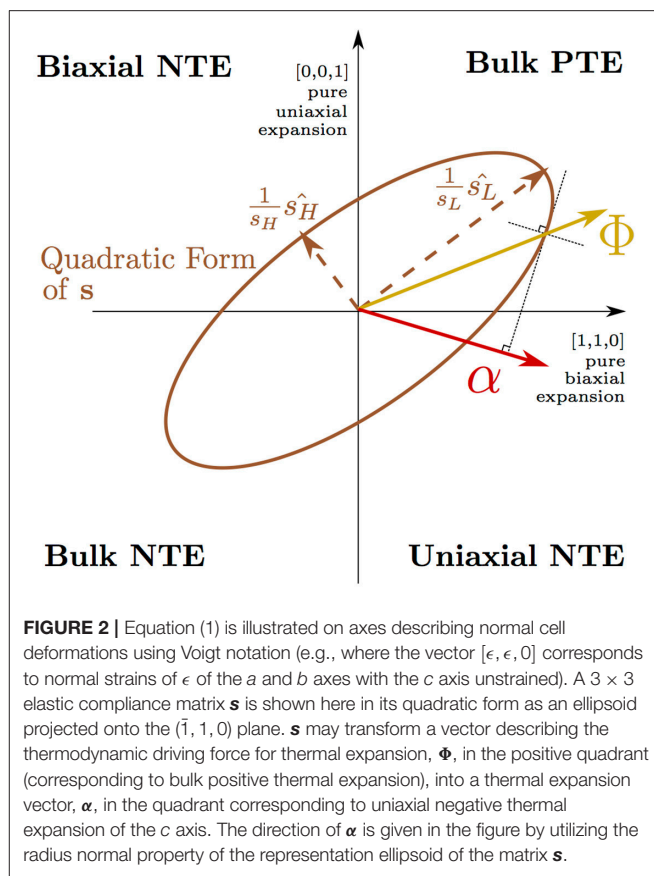 Biaxial NTE
[0,0,1]
pure
uniaxial
expansion
Bulk PTE
1/s_H ŝ_H
1/s_L ŝ_L
Quadratic Form
of s
Φ
α
[1,1,0]
pure
biaxial
expansion
Bulk NTE
Uniaxial NTE
FIGURE 2 | Equation (1) is illustrated on axes describing normal cell
deformations using Voigt notation (e.g., where the vector [ϵ, ϵ, 0] corresponds
to normal strains of ϵ of the a and b axes with the c axis unstrained). A 3 × 3
elastic compliance matrix s is shown here in its quadratic form as an ellipsoid
projected onto the (1̄, 1, 0) plane. s may transform a vector describing the
thermodynamic driving force for thermal expansion, Φ, in the positive quadrant
(corresponding to bulk positive thermal expansion), into a thermal expansion
vector, α, in the quadrant corresponding to uniaxial negative thermal
expansion of the c axis. The direction of α is given in the figure by utilizing the
radius normal property of the representation ellipsoid of the matrix s.